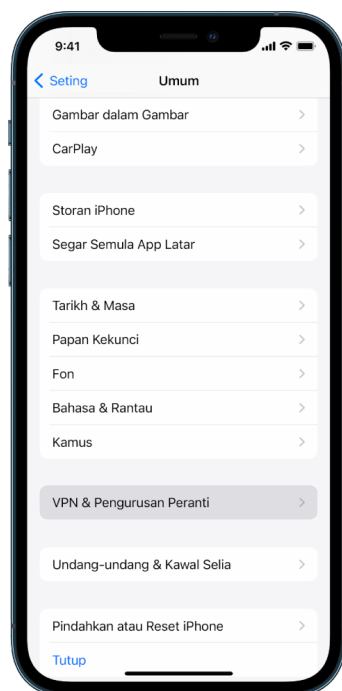 9:41
Seting
Umum
Gambar dalam Gambar
CarPlay
Storan iPhone
Segar Semula App Latar
Tarikh & Masa
Papan Kekunci
Fon
Bahasa & Rantau
Kamus
VPN & Pengurusan Peranti
Undang-undang & Kawal Selia
Pindahkan atau Reset iPhone
Tutup